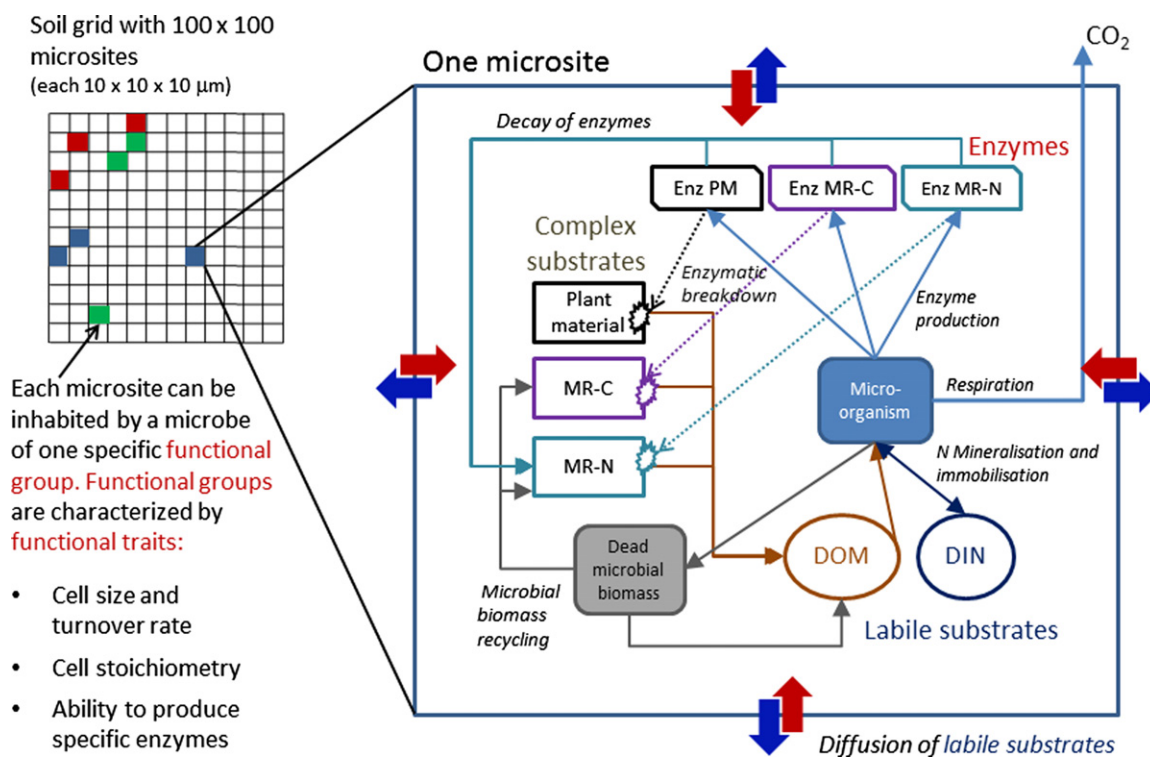 Soil grid with 100 x 100
microsites
(each 10 x 10 x 10 µm)
Each microsite can be
inhabited by a microbe
of one specific functional
group. Functional groups
are characterized by
functional traits:
• Cell size and
turnover rate
• Cell stoichiometry
• Ability to produce
specific enzymes
One microsite
CO2
Decay of enzymes
Enzymes
Enz PM
Enz MR-C
Enz MR-N
Complex
substrates
Enzymatic
breakdown
Enzyme
production
Plant
material
MR-C
MR-N
Micro-
organism
Respiration
N Mineralisation and
immobilisation
Dead
microbial
biomass
DOM
DIN
Microbial
biomass
recycling
Labile substrates
Diffusion of labile substrates